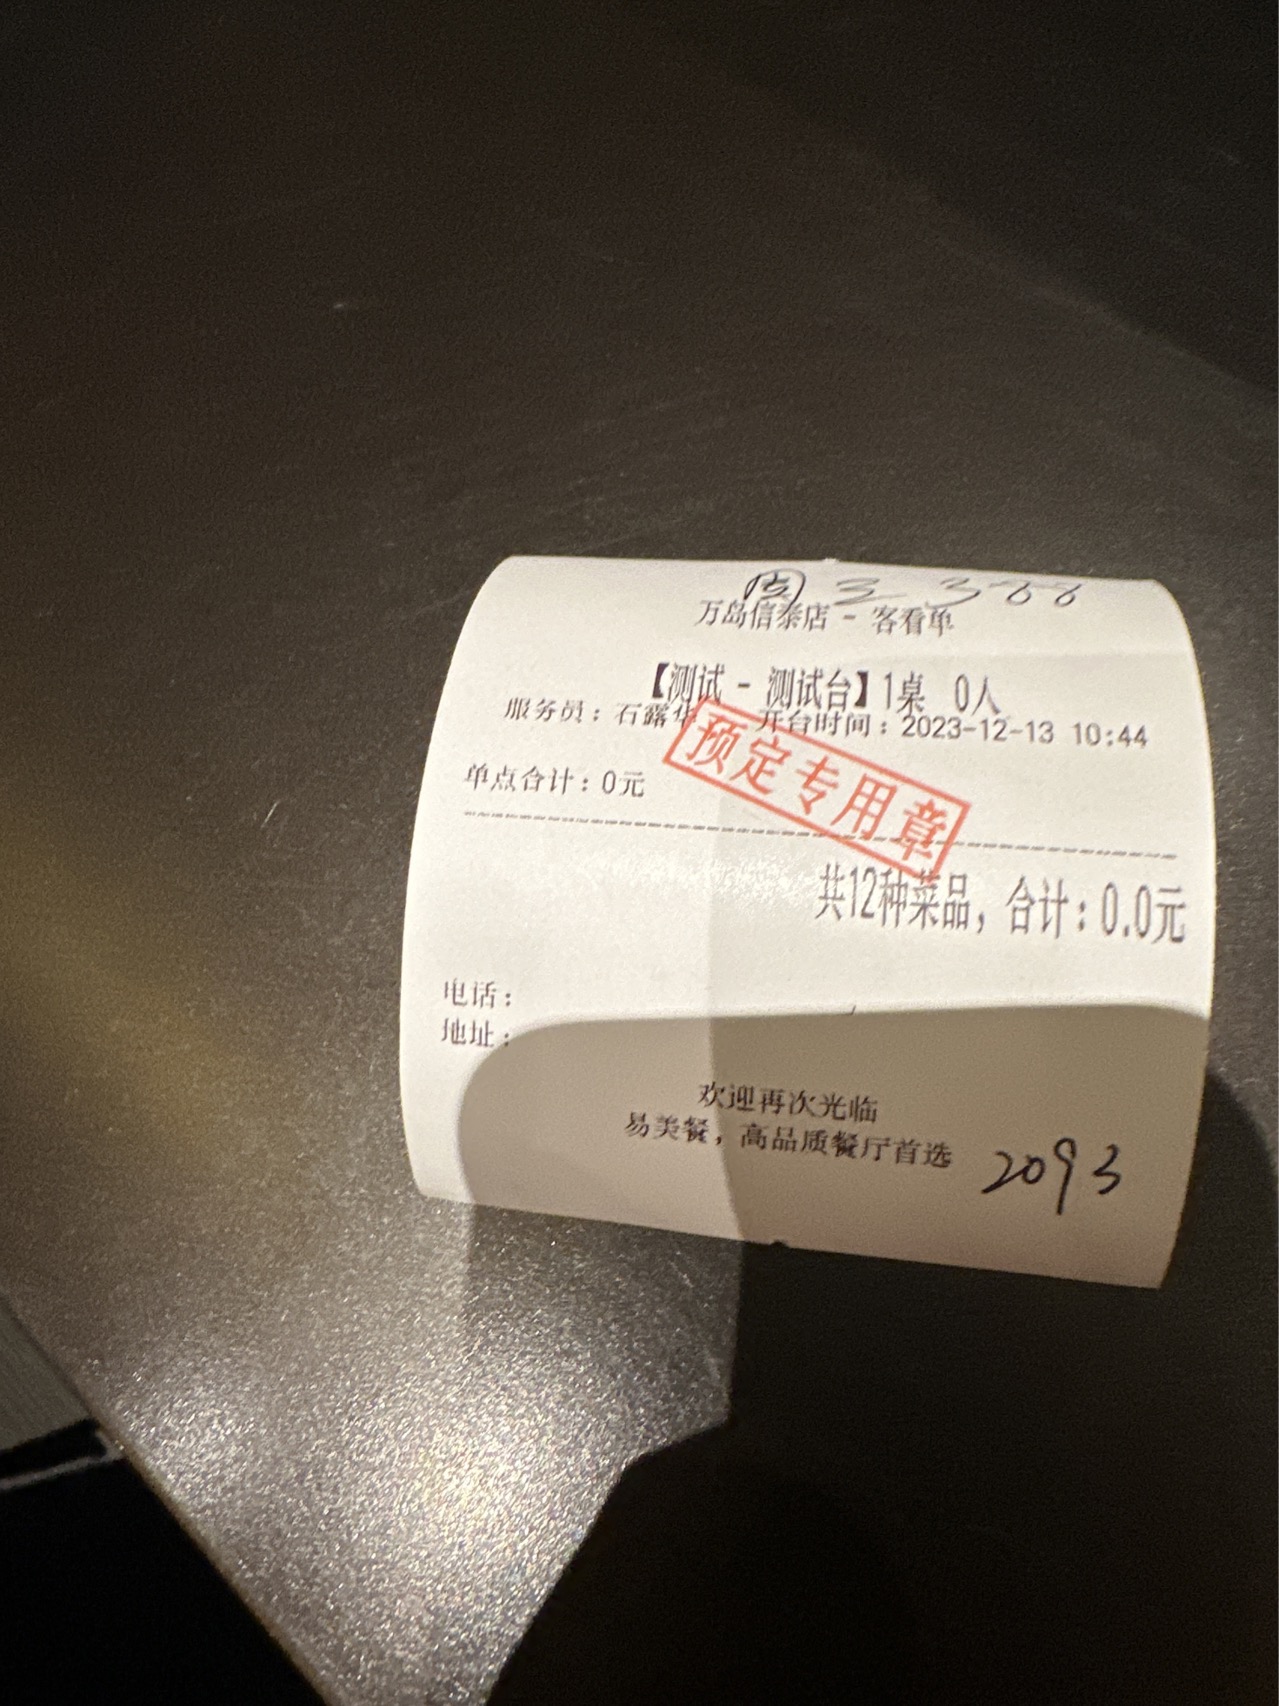 周三 388
万岛信泰店 - 客看单
【测试 - 测试台】1桌 0人
服务员：石露华 开台时间：2023-12-13 10:44
预定专用章
单点合计：0元
共12种菜品，合计：0.0元
电话：
地址：
欢迎再次光临
易美餐，高品质餐厅首选
2093